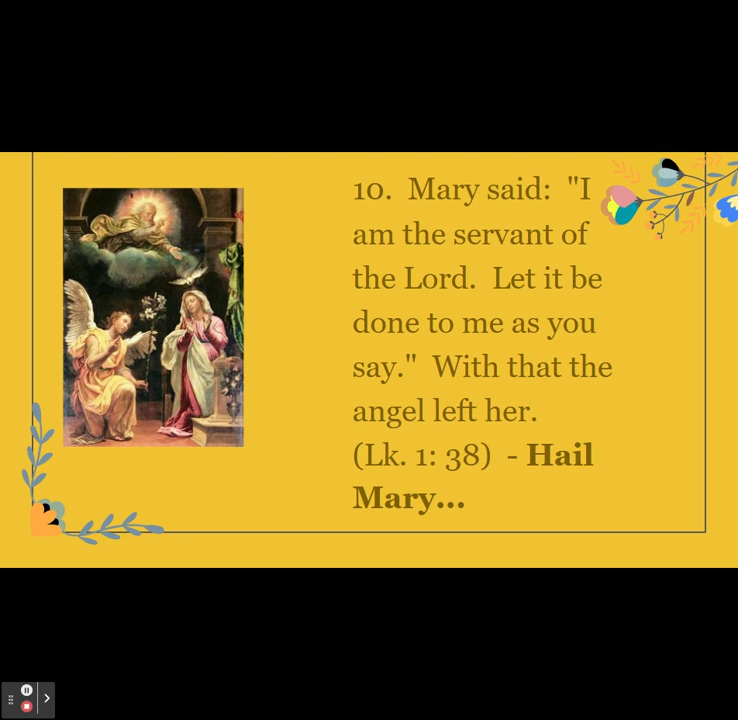 10.  Mary said:  "I
am the servant of
the Lord.  Let it be
done to me as you
say."  With that the
angel left her.
(Lk. 1: 38)  - Hail
Mary...